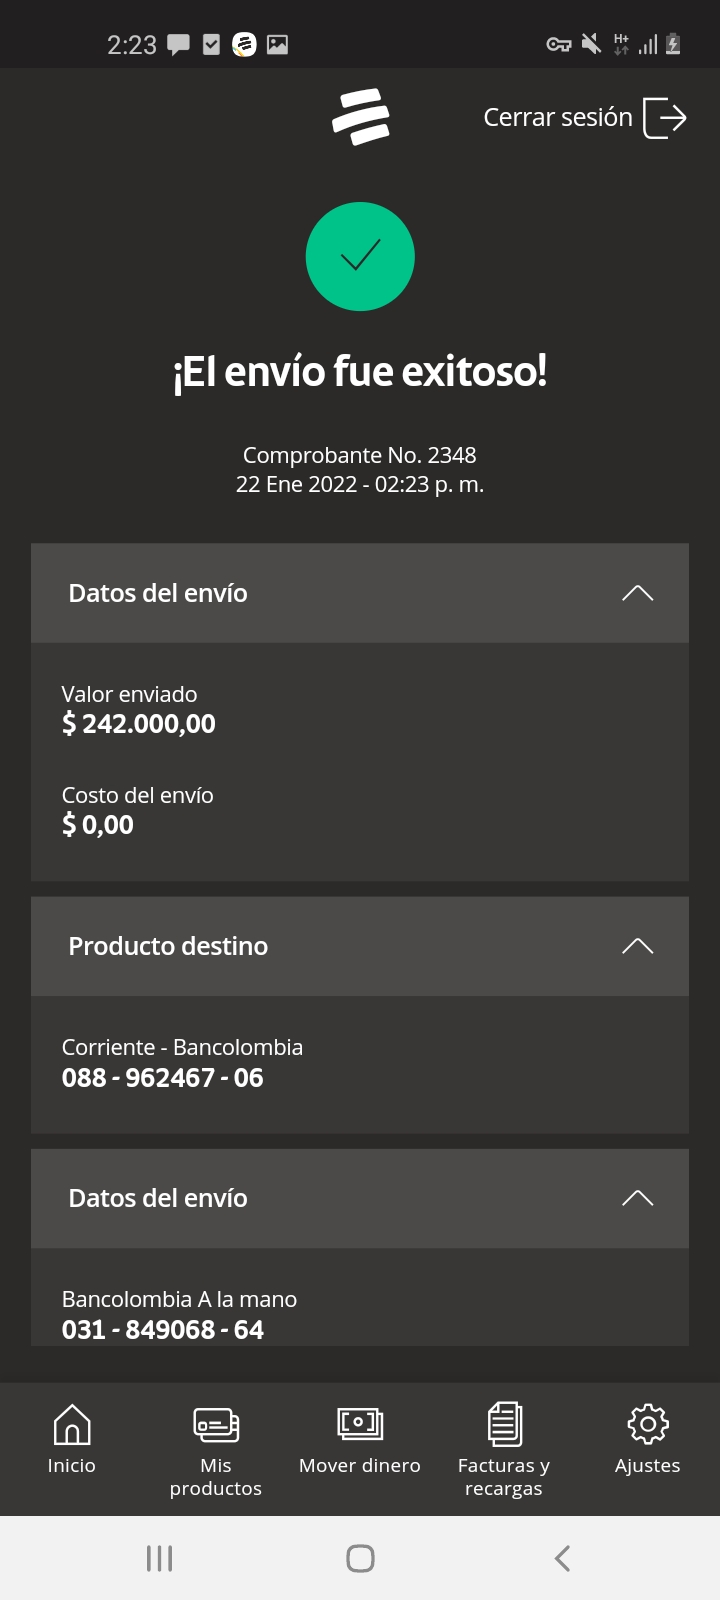 2:23
H+
Cerrar sesión
¡El envío fue exitoso!
Comprobante No. 2348
22 Ene 2022 - 02:23 p. m.
Datos del envío
Valor enviado
$ 242.000,00
Costo del envío
$ 0,00
Producto destino
Corriente - Bancolombia
088 - 962467 - 06
Datos del envío
Bancolombia A la mano
031 - 849068 - 64
Inicio
Mis
productos
Mover dinero
Facturas y
recargas
Ajustes